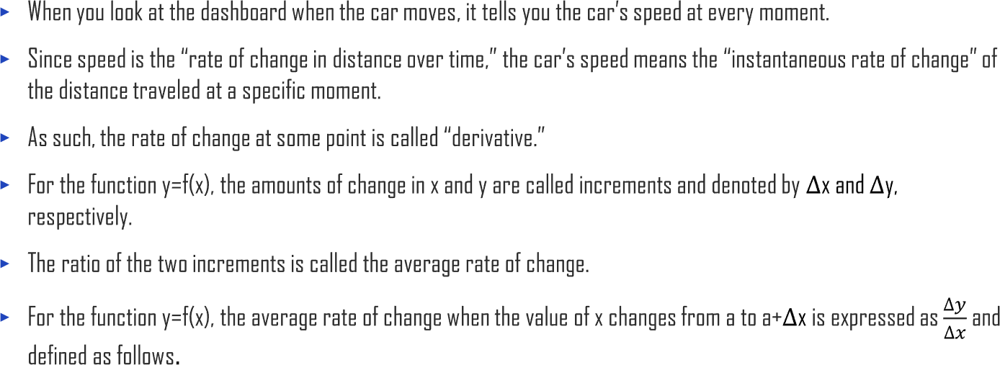 ▸ When you look at the dashboard when the car moves, it tells you the car's speed at every moment.
▸ Since speed is the “rate of change in distance over time,” the car's speed means the “instantaneous rate of change” of
the distance traveled at a specific moment.
▸ As such, the rate of change at some point is called “derivative.”
▸ For the function y=f(x), the amounts of change in x and y are called increments and denoted by Δx and Δy,
respectively.
▸ The ratio of the two increments is called the average rate of change.
▸ For the function y=f(x), the average rate of change when the value of x changes from a to a+Δx is expressed as Δy/Δx and
defined as follows.